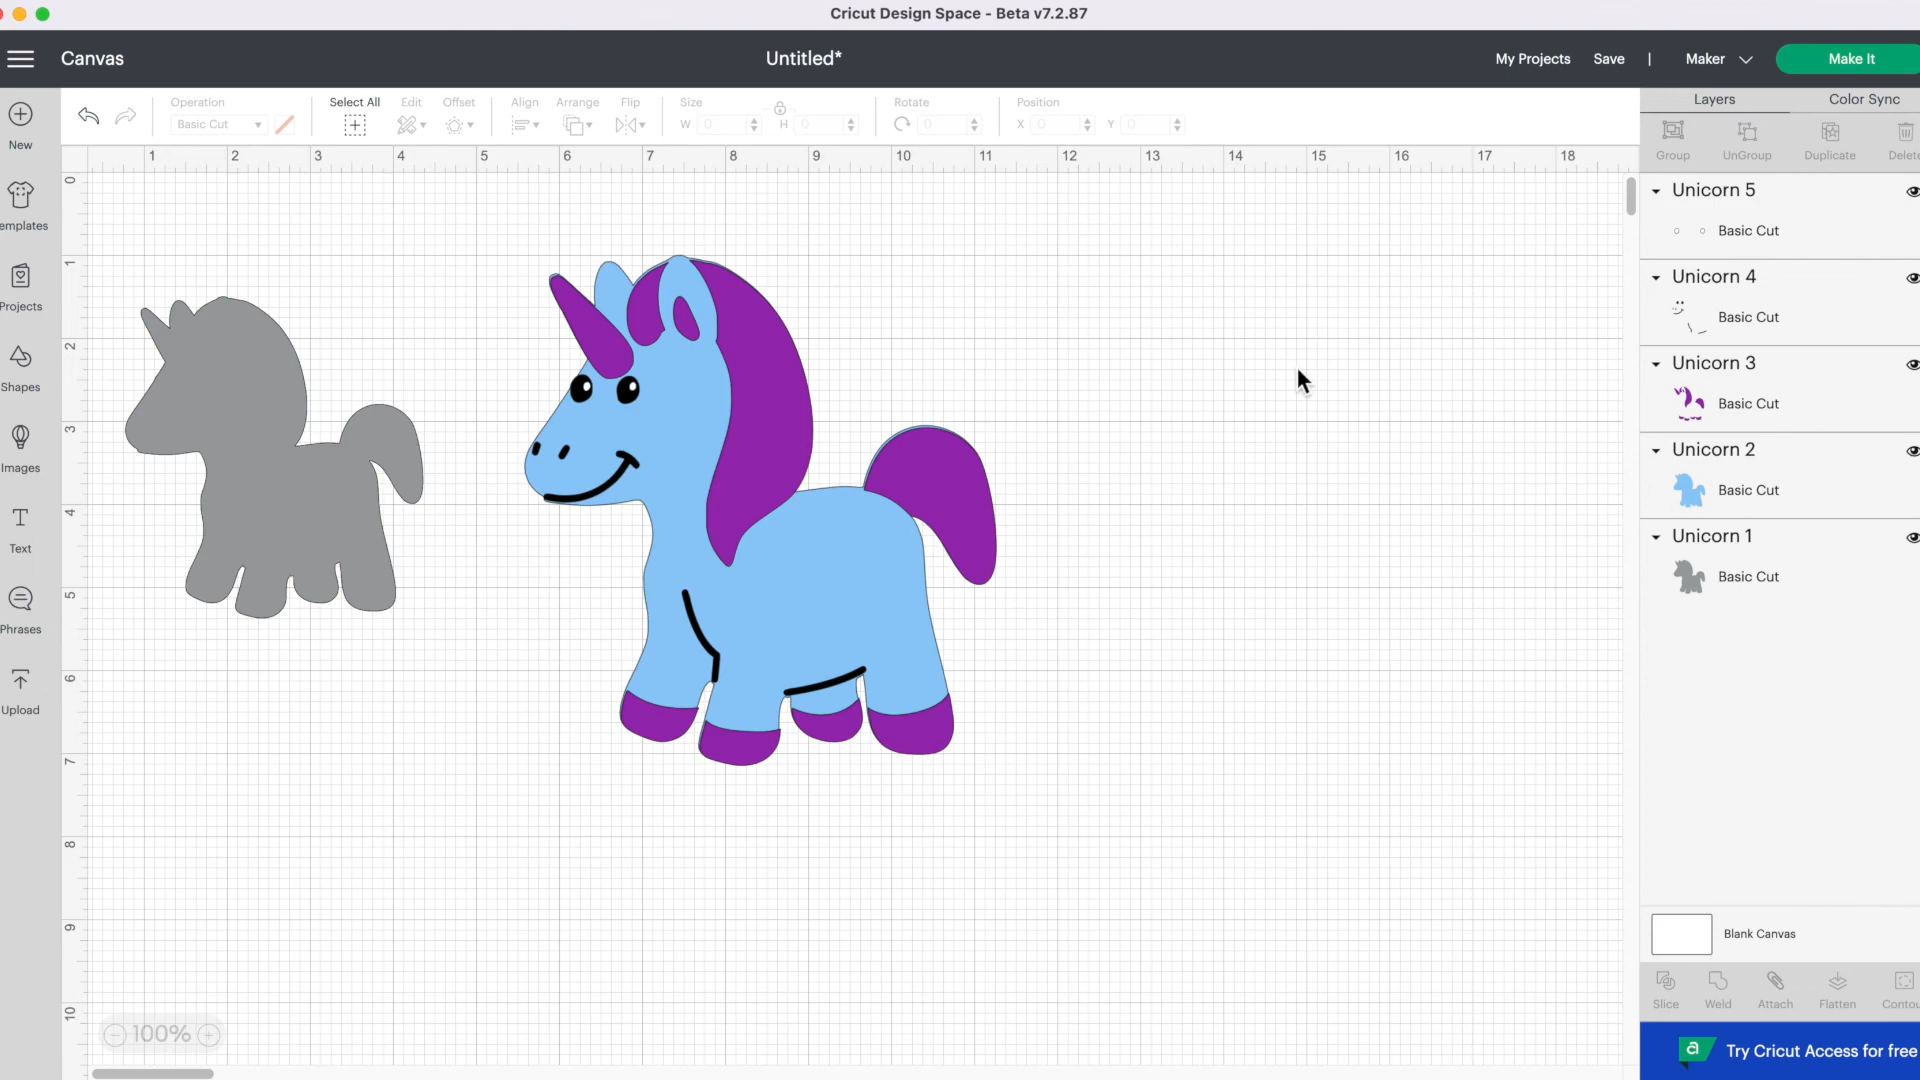 Cricut Design Space - Beta v7.2.87
Canvas
Untitled*
My Projects
Save
|
Maker
Make It
New
emplates
Projects
Shapes
Images
Text
Phrases
Upload
Operation
Basic Cut
Select All
Edit
Offset
Align
Arrange
Flip
Size
W 0
H 0
Rotate
0
Position
X 0
Y 0
1 2 3 4 5 6 7 8 9 10 11 12 13 14 15 16 17 18
0
1
2
3
4
5
6
7
8
9
10
100%
Layers
Color Sync
Group
UnGroup
Duplicate
Delete
Unicorn 5
Basic Cut
Unicorn 4
Basic Cut
Unicorn 3
Basic Cut
Unicorn 2
Basic Cut
Unicorn 1
Basic Cut
Blank Canvas
Slice
Weld
Attach
Flatten
Contou
a
Try Cricut Access for free